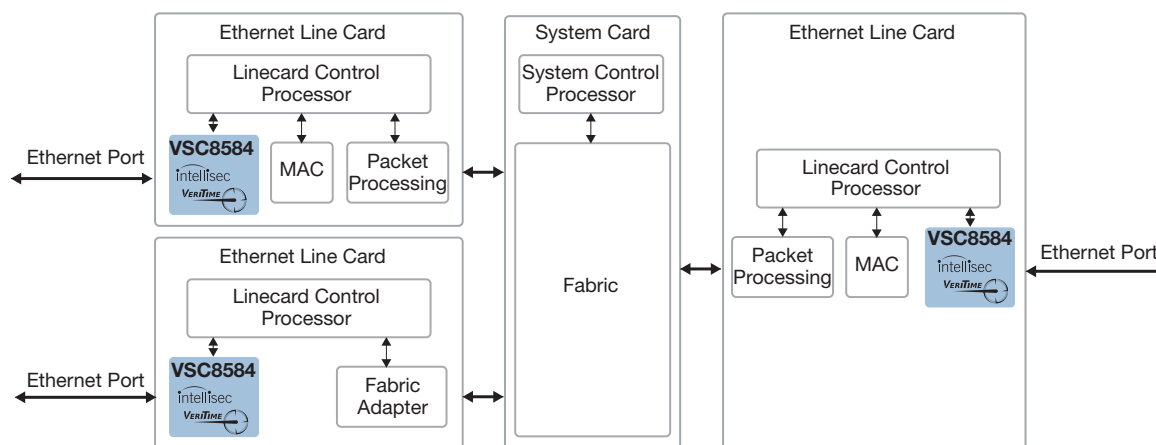 Ethernet Line Card
Linecard Control
Processor
VSC8584
intellisec
VERITIME
MAC
Packet
Processing
Ethernet Port
Ethernet Line Card
Linecard Control
Processor
VSC8584
intellisec
VERITIME
Fabric
Adapter
Ethernet Port
System Card
System Control
Processor
Fabric
Ethernet Line Card
Linecard Control
Processor
Packet
Processing
MAC
VSC8584
intellisec
VERITIME
Ethernet Port